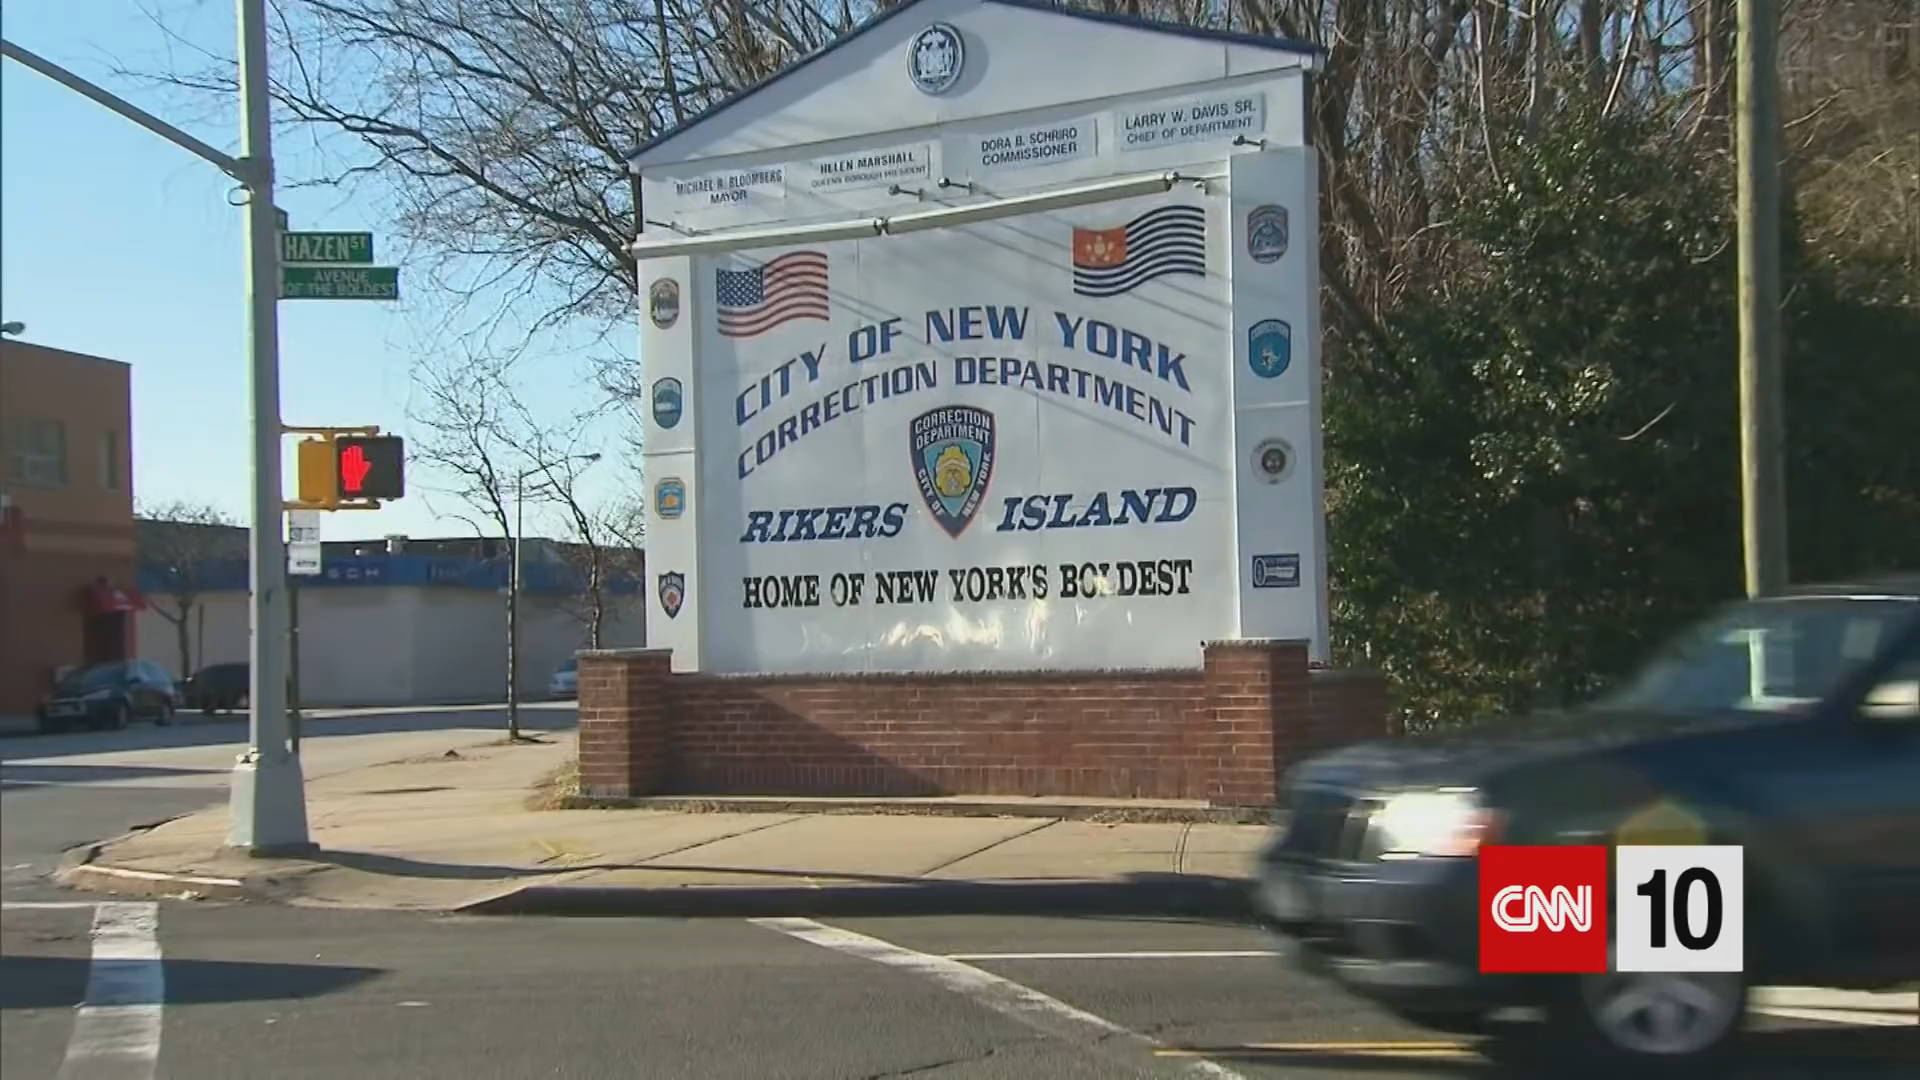 MICHAEL R. BLOOMBERG
MAYOR
HELEN MARSHALL
QUEENS BOROUGH PRESIDENT
DORA B. SCHRIRO
COMMISSIONER
LARRY W. DAVIS SR.
CHIEF OF DEPARTMENT
HAZEN ST
AVENUE
OF THE BOLDEST
CITY OF NEW YORK
CORRECTION DEPARTMENT
CORRECTION
DEPARTMENT
CITY OF
NEW YORK
RIKERS ISLAND
HOME OF NEW YORK'S BOLDEST
CNN 10